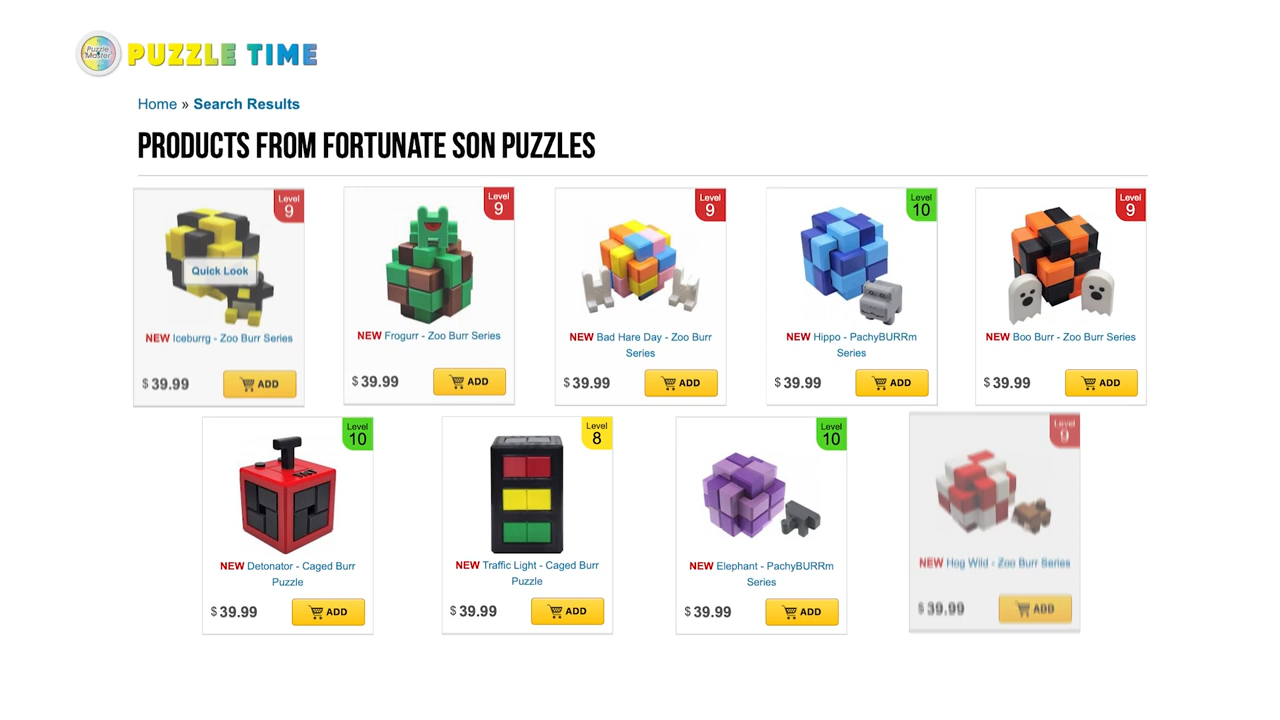 Puzzle Master
PUZZLE TIME
Home » Search Results
PRODUCTS FROM FORTUNATE SON PUZZLES
Level
9
Quick Look
NEW Iceburrg - Zoo Burr Series
$ 39.99
ADD
Level
9
NEW Frogurr - Zoo Burr Series
$ 39.99
ADD
Level
9
NEW Bad Hare Day - Zoo Burr
Series
$ 39.99
ADD
Level
10
NEW Hippo - PachyBURRm
Series
$ 39.99
ADD
Level
9
NEW Boo Burr - Zoo Burr Series
$ 39.99
ADD
Level
10
NEW Detonator - Caged Burr
Puzzle
$ 39.99
ADD
Level
8
NEW Traffic Light - Caged Burr
Puzzle
$ 39.99
ADD
Level
10
NEW Elephant - PachyBURRm
Series
$ 39.99
ADD
Level
9
NEW Hog Wild - Zoo Burr Series
$ 39.99
ADD